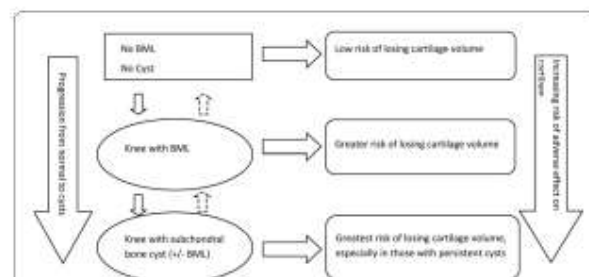 No BML
No Cyst
Low risk of losing cartilage volume
Progression from normal to cysts
Increasing risk of adverse effect on
cartilage
Knee with BML
Greater risk of losing cartilage volume
Knee with subchondral
bone cyst (+/- BML)
Greatest risk of losing cartilage volume,
especially in those with persistent cysts